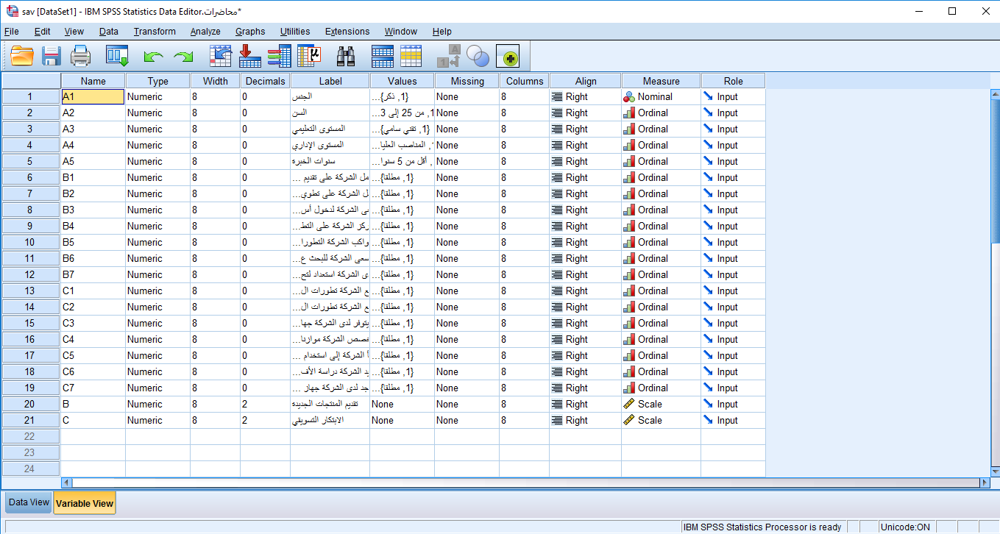 *محاضرات.sav [DataSet1] - IBM SPSS Statistics Data Editor
File Edit View Data Transform Analyze Graphs Utilities Extensions Window Help
Name Type Width Decimals Label Values Missing Columns Align Measure Role
1 A1 Numeric 8 0 الجنس {1, ذكر}... None 8 Right Nominal Input
2 A2 Numeric 8 0 السن 1, من 25 إلى 3... None 8 Right Ordinal Input
3 A3 Numeric 8 0 المستوى التعليمي {1, تقني سامي}... None 8 Right Ordinal Input
4 A4 Numeric 8 0 المستوى الإداري 1, المناصب العليا... None 8 Right Ordinal Input
5 A5 Numeric 8 0 سنوات الخبرة , أقل من 5 سنوا... None 8 Right Ordinal Input
6 B1 Numeric 8 0 مل الشركة على تقديم ... {1, مطلقا}... None 8 Right Ordinal Input
7 B2 Numeric 8 0 ل الشركة على تطوي... {1, مطلقا}... None 8 Right Ordinal Input
8 B3 Numeric 8 0 عى الشركة لدخول أس... {1, مطلقا}... None 8 Right Ordinal Input
9 B4 Numeric 8 0 ركز الشركة على التط... {1, مطلقا}... None 8 Right Ordinal Input
10 B5 Numeric 8 0 واكب الشركة التطورا... {1, مطلقا}... None 8 Right Ordinal Input
11 B6 Numeric 8 0 سعى الشركة للبحث ع... {1, مطلقا}... None 8 Right Ordinal Input
12 B7 Numeric 8 0 دى الشركة استعداد لتح... {1, مطلقا}... None 8 Right Ordinal Input
13 C1 Numeric 8 0 ع الشركة تطورات ال... {1, مطلقا}... None 8 Right Ordinal Input
14 C2 Numeric 8 0 ع الشركة تطورات ال... {1, مطلقا}... None 8 Right Ordinal Input
15 C3 Numeric 8 0 يتوفر لدى الشركة جها... {1, مطلقا}... None 8 Right Ordinal Input
16 C4 Numeric 8 0 خصص الشركة موازنا... {1, مطلقا}... None 8 Right Ordinal Input
17 C5 Numeric 8 0 أ الشركة إلى استخدام ... {1, مطلقا}... None 8 Right Ordinal Input
18 C6 Numeric 8 0 يد الشركة دراسة الأف... {1, مطلقا}... None 8 Right Ordinal Input
19 C7 Numeric 8 0 جد لدى الشركة جهاز ... {1, مطلقا}... None 8 Right Ordinal Input
20 B Numeric 8 2 تقديم المنتجات الجديدة None None 8 Right Scale Input
21 C Numeric 8 2 الابتكار التسويقي None None 8 Right Scale Input
22
23
24
Data View Variable View
IBM SPSS Statistics Processor is ready Unicode:ON